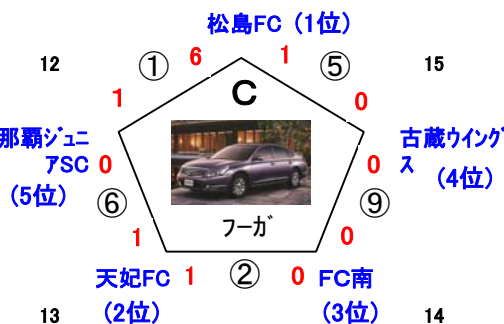 松島FC (1位)
12 ① 6 1 ⑤ 15
1 C 0
那覇ｼﾞｭﾆ
アSC 0
(5位)
古蔵ウイング
ス
0 (4位)
⑥ ⑨
フーガ
1 0
天妃FC 1 ② 0 FC南
(2位) (3位)
13 14